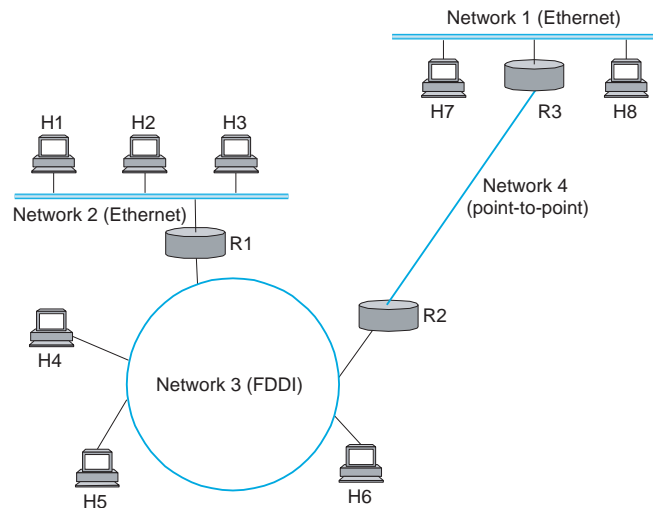 Network 1 (Ethernet)
H7
R3
H8
H1
H2
H3
Network 2 (Ethernet)
R1
Network 4
(point-to-point)
R2
H4
Network 3 (FDDI)
H5
H6